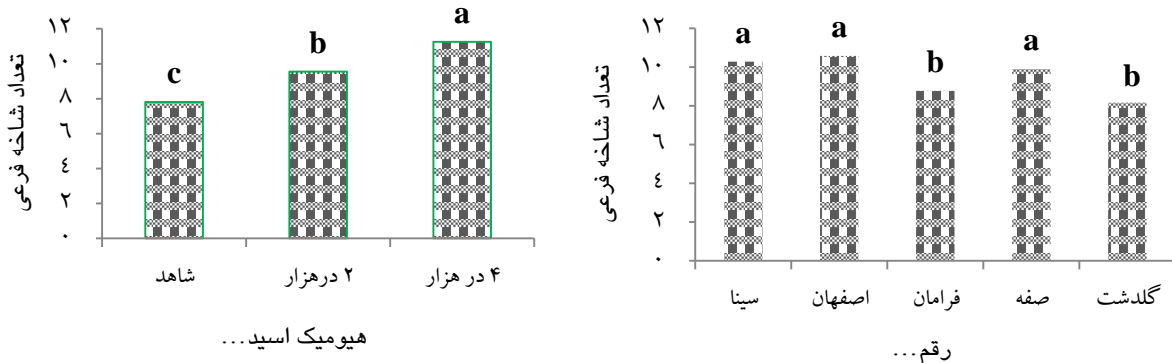 تعداد شاخه فرعی
۱۲
۱۰
۸
۶
۴
۲
۰
c
b
a
شاهد
۲ درهزار
۴ در هزار
هیومیک اسید...
تعداد شاخه فرعی
۱۲
۱۰
۸
۶
۴
۲
۰
a
a
b
a
b
سینا
اصفهان
فرامان
صفه
گلدشت
رقم...